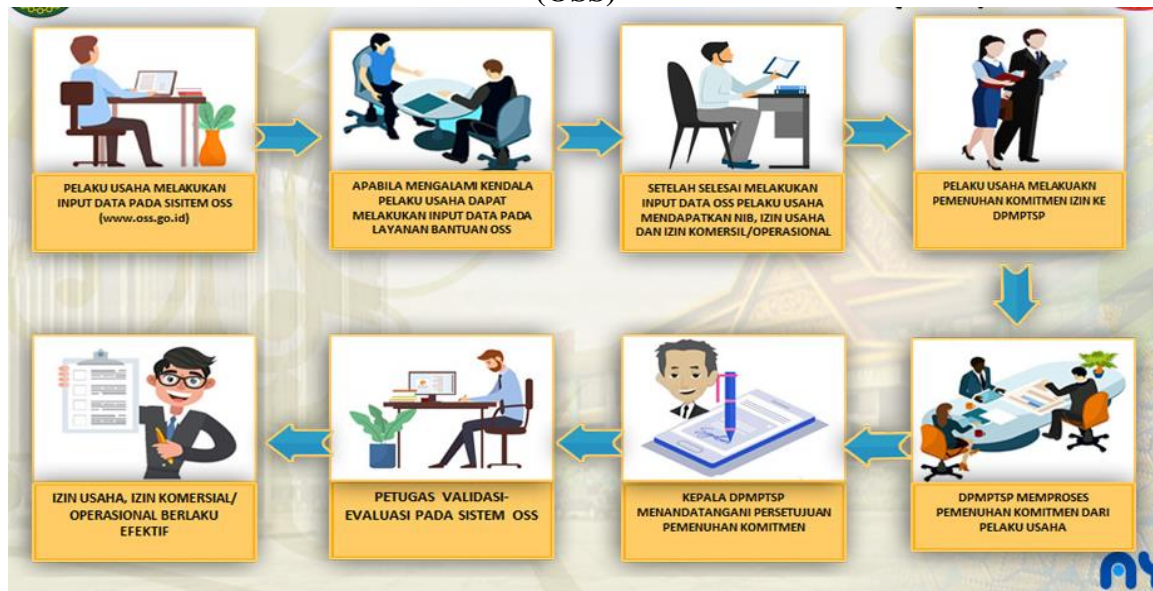 (OSS)
PELAKU USAHA MELAKUKAN
INPUT DATA PADA SISITEM OSS
(www.oss.go.id)
APABILA MENGALAMI KENDALA
PELAKU USAHA DAPAT
MELAKUKAN INPUT DATA PADA
LAYANAN BANTUAN OSS
SETELAH SELESAI MELAKUKAN
INPUT DATA OSS PELAKU USAHA
MENDAPATKAN NIB, IZIN USAHA
DAN IZIN KOMERSIL/OPERASIONAL
PELAKU USAHA MELAKUAKN
PEMENUHAN KOMITMEN IZIN KE
DPMPTSP
DPMPTSP MEMPROSES
PEMENUHAN KOMITMEN DARI
PELAKU USAHA
KEPALA DPMPTSP
MENANDATANGI PERSETUJUAN
PEMENUHAN KOMITMEN
PETUGAS VALIDASI-
EVALUASI PADA SISTEM OSS
IZIN USAHA, IZIN KOMERSIAL/
OPERASIONAL BERLAKU
EFEKTIF